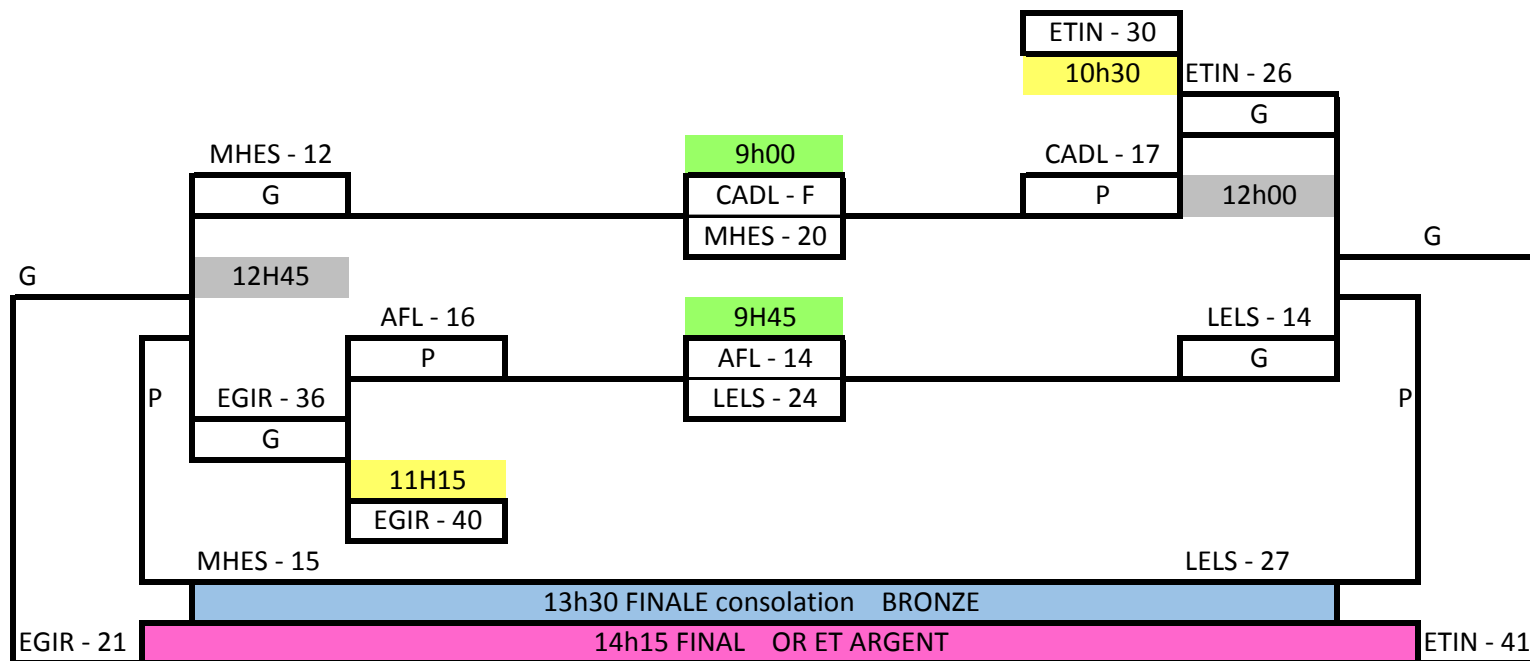 ETIN - 30
10h30 ETIN - 26
G
MHES - 12 9h00 CADL - 17
G CADL - F P 12h00
MHES - 20 G
G 12H45
AFL - 16 9H45 LELS - 14
P AFL - 14 G
P EGIR - 36 LELS - 24 P
G
11H15
EGIR - 40
MHES - 15 LELS - 27
13h30 FINALE consolation BRONZE
EGIR - 21 14h15 FINAL OR ET ARGENT ETIN - 41